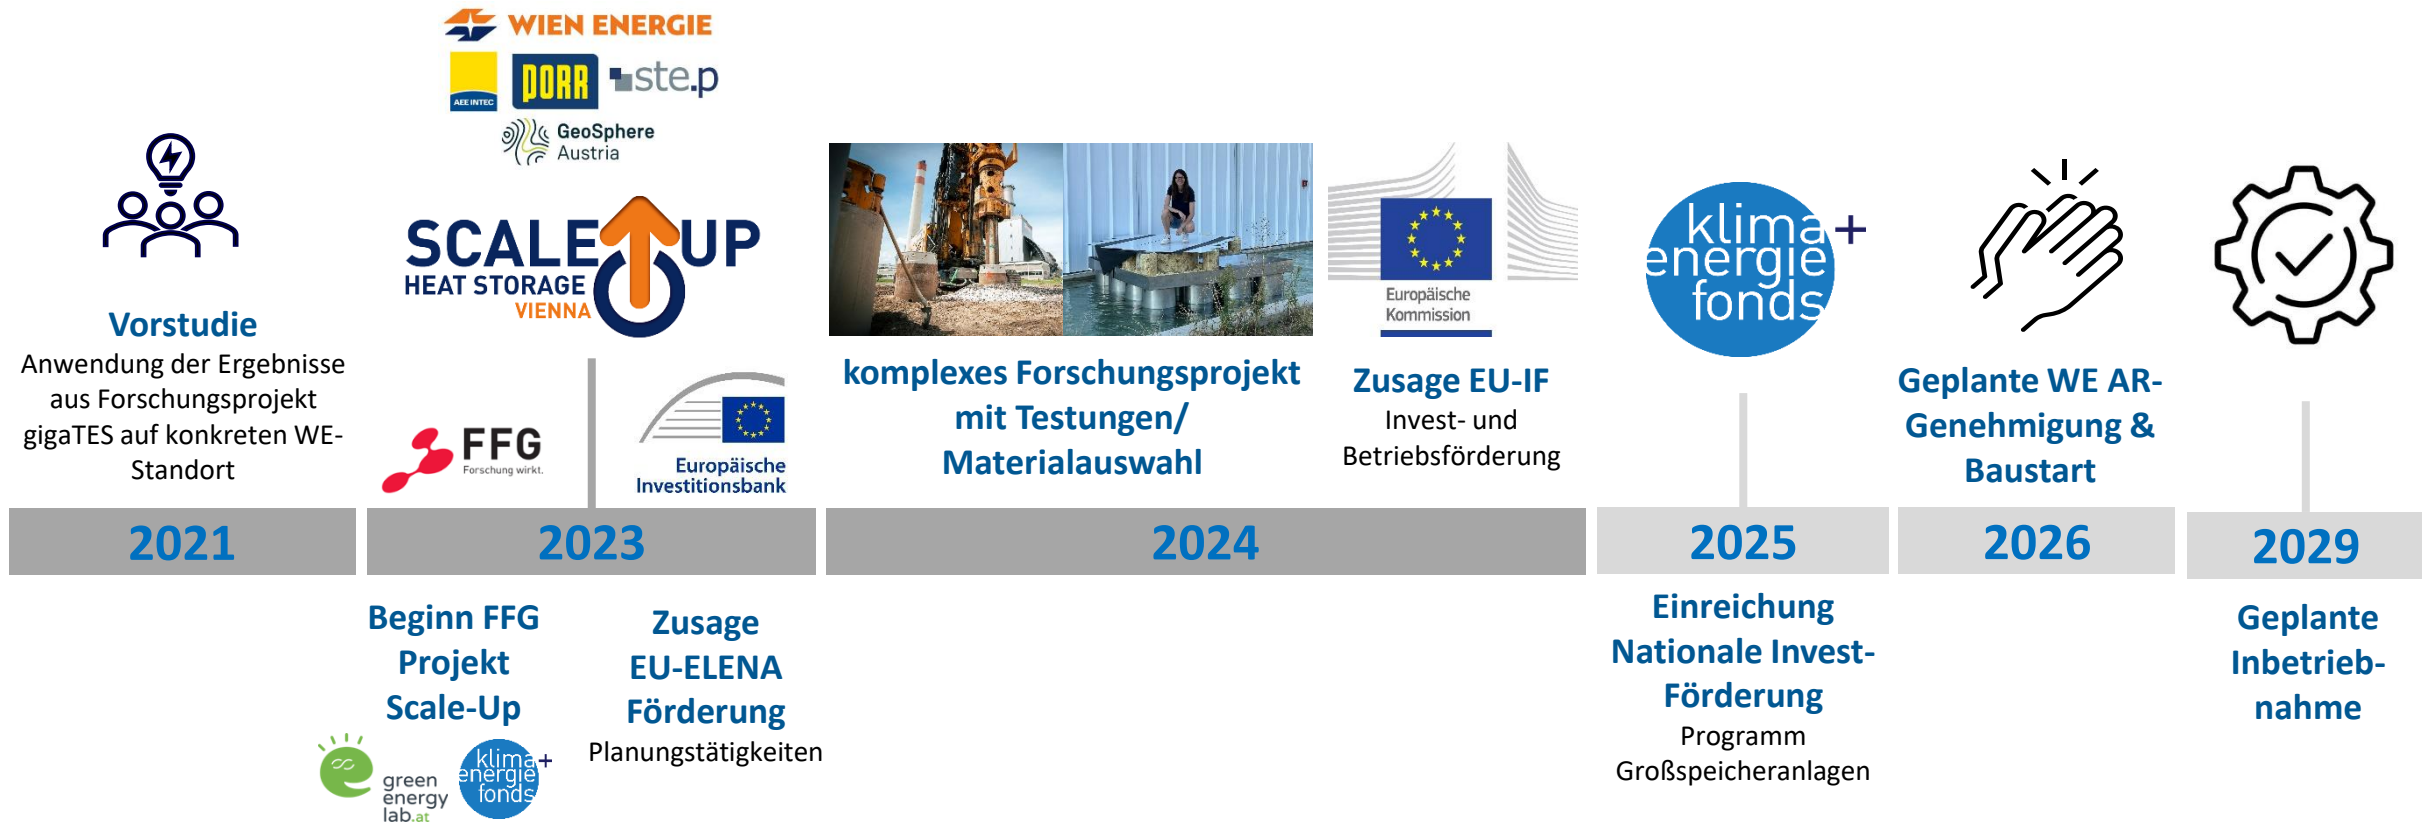 WIEN ENERGIE
AEE INTEC
PORR
ste.p
GeoSphere
Austria
SCALE UP
HEAT STORAGE
VIENNA
Vorstudie
Anwendung der Ergebnisse
aus Forschungsprojekt
gigaTES auf konkreten WE-
Standort
FFG
Forschung wirkt.
Europäische
Investitionsbank
komplexes Forschungsprojekt
mit Testungen/
Materialauswahl
Europäische
Kommission
Zusage EU-IF
Invest- und
Betriebsförderung
klima+
energie
fonds
Geplante WE AR-
Genehmigung &
Baustart
2021
2023
2024
2025
2026
2029
Beginn FFG
Projekt
Scale-Up
green
energy
lab.at
klima+
energie
fonds
Zusage
EU-ELENA
Förderung
Planungstätigkeiten
Einreichung
Nationale Invest-
Förderung
Programm
Großspeicheranlagen
Geplante
Inbetrieb-
nahme